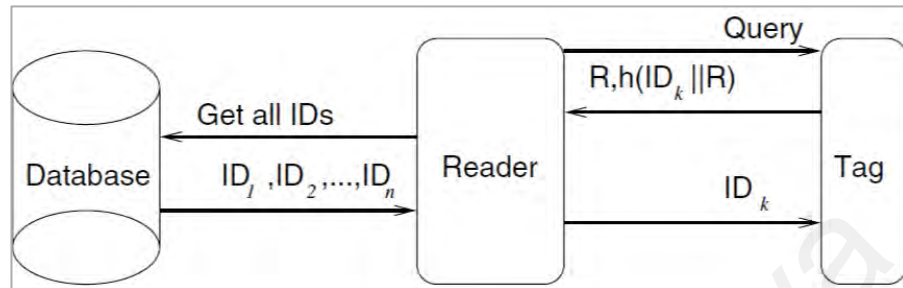 Query
R,h(ID_k ||R)
Get all IDs
Database
Reader
Tag
ID_1 ,ID_2 ,...,ID_n
ID_k